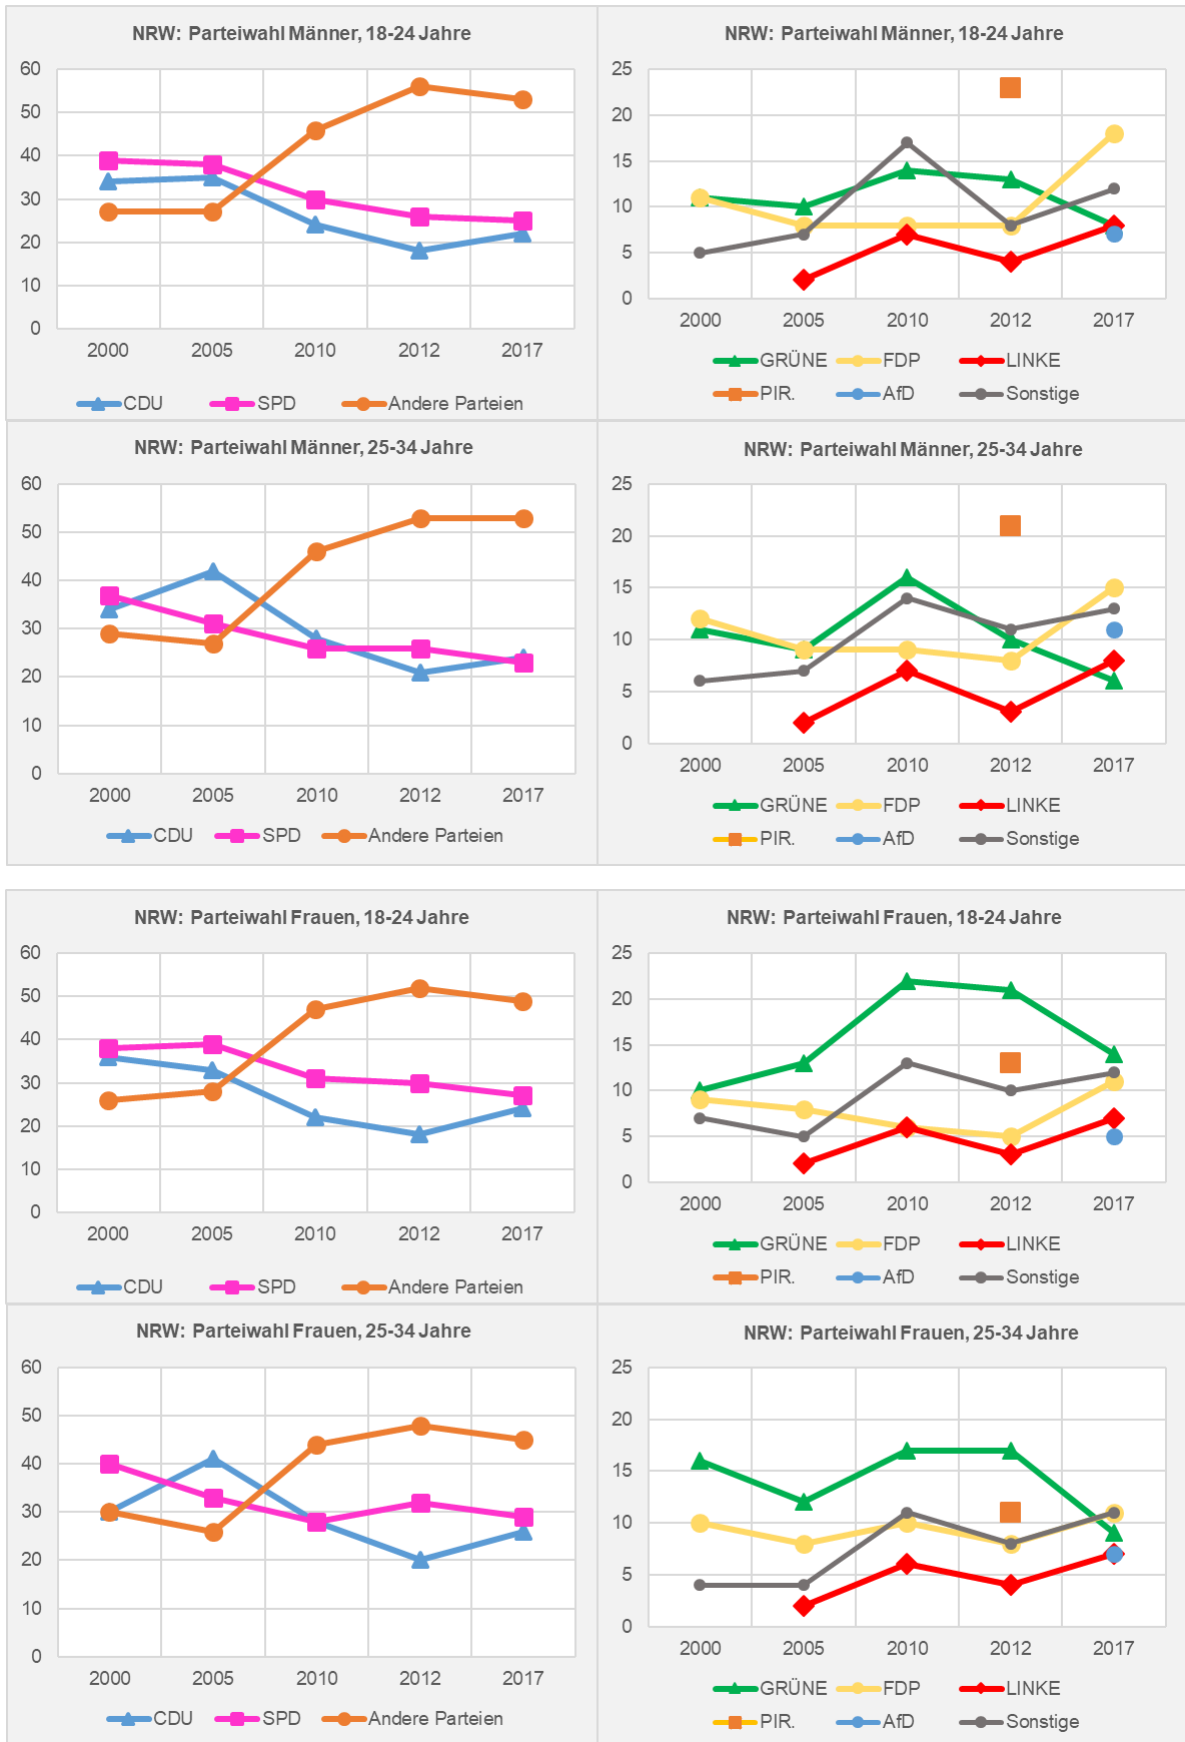 NRW: Parteiwahl Männer, 18-24 Jahre
60
50
40
30
20
10
0
2000 2005 2010 2012 2017
CDU SPD Andere Parteien
NRW: Parteiwahl Männer, 18-24 Jahre
25
20
15
10
5
0
2000 2005 2010 2012 2017
GRÜNE FDP LINKE
PIR. AfD Sonstige
NRW: Parteiwahl Männer, 25-34 Jahre
60
50
40
30
20
10
0
2000 2005 2010 2012 2017
CDU SPD Andere Parteien
NRW: Parteiwahl Männer, 25-34 Jahre
25
20
15
10
5
0
2000 2005 2010 2012 2017
GRÜNE FDP LINKE
PIR. AfD Sonstige
NRW: Parteiwahl Frauen, 18-24 Jahre
60
50
40
30
20
10
0
2000 2005 2010 2012 2017
CDU SPD Andere Parteien
NRW: Parteiwahl Frauen, 18-24 Jahre
25
20
15
10
5
0
2000 2005 2010 2012 2017
GRÜNE FDP LINKE
PIR. AfD Sonstige
NRW: Parteiwahl Frauen, 25-34 Jahre
60
50
40
30
20
10
0
2000 2005 2010 2012 2017
CDU SPD Andere Parteien
NRW: Parteiwahl Frauen, 25-34 Jahre
25
20
15
10
5
0
2000 2005 2010 2012 2017
GRÜNE FDP LINKE
PIR. AfD Sonstige